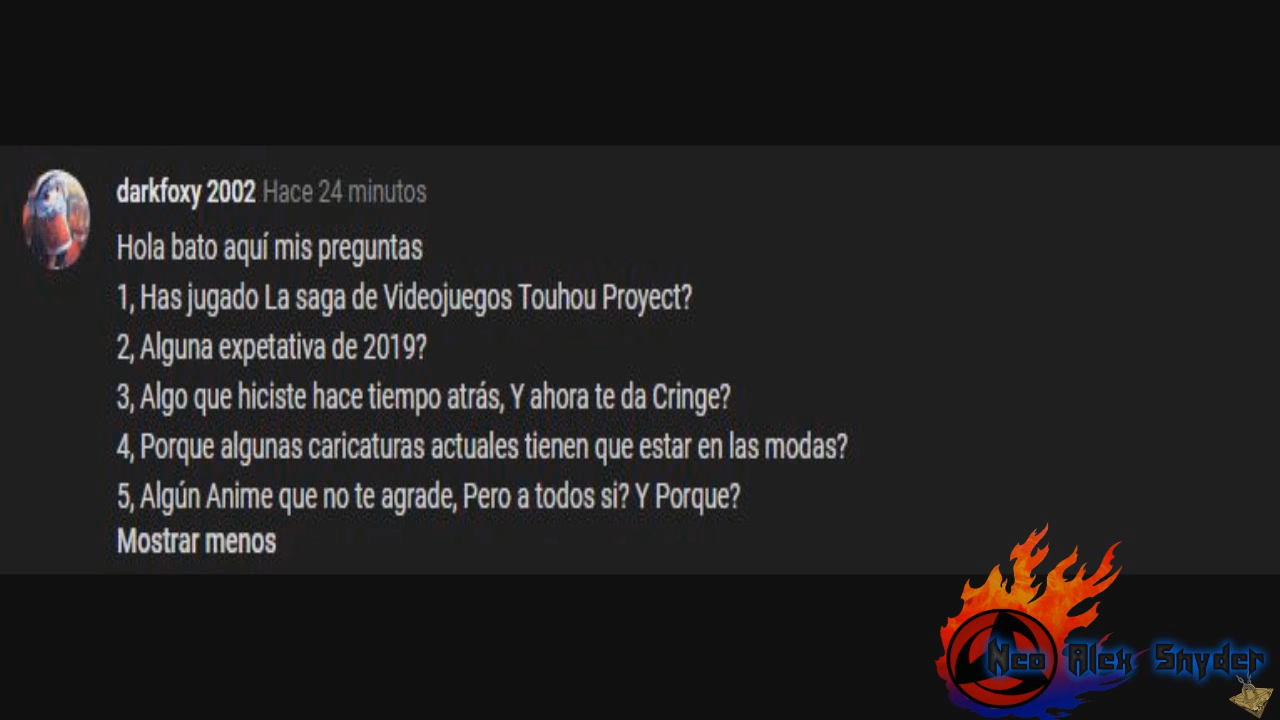 darkfoxy 2002 Hace 24 minutos
Hola bato aquí mis preguntas
1, Has jugado La saga de Videojuegos Touhou Proyect?
2, Alguna expetativa de 2019?
3, Algo que hiciste hace tiempo atrás, Y ahora te da Cringe?
4, Porque algunas caricaturas actuales tienen que estar en las modas?
5, Algún Anime que no te agrade, Pero a todos si? Y Porque?
Mostrar menos
Neo Alex Snyder